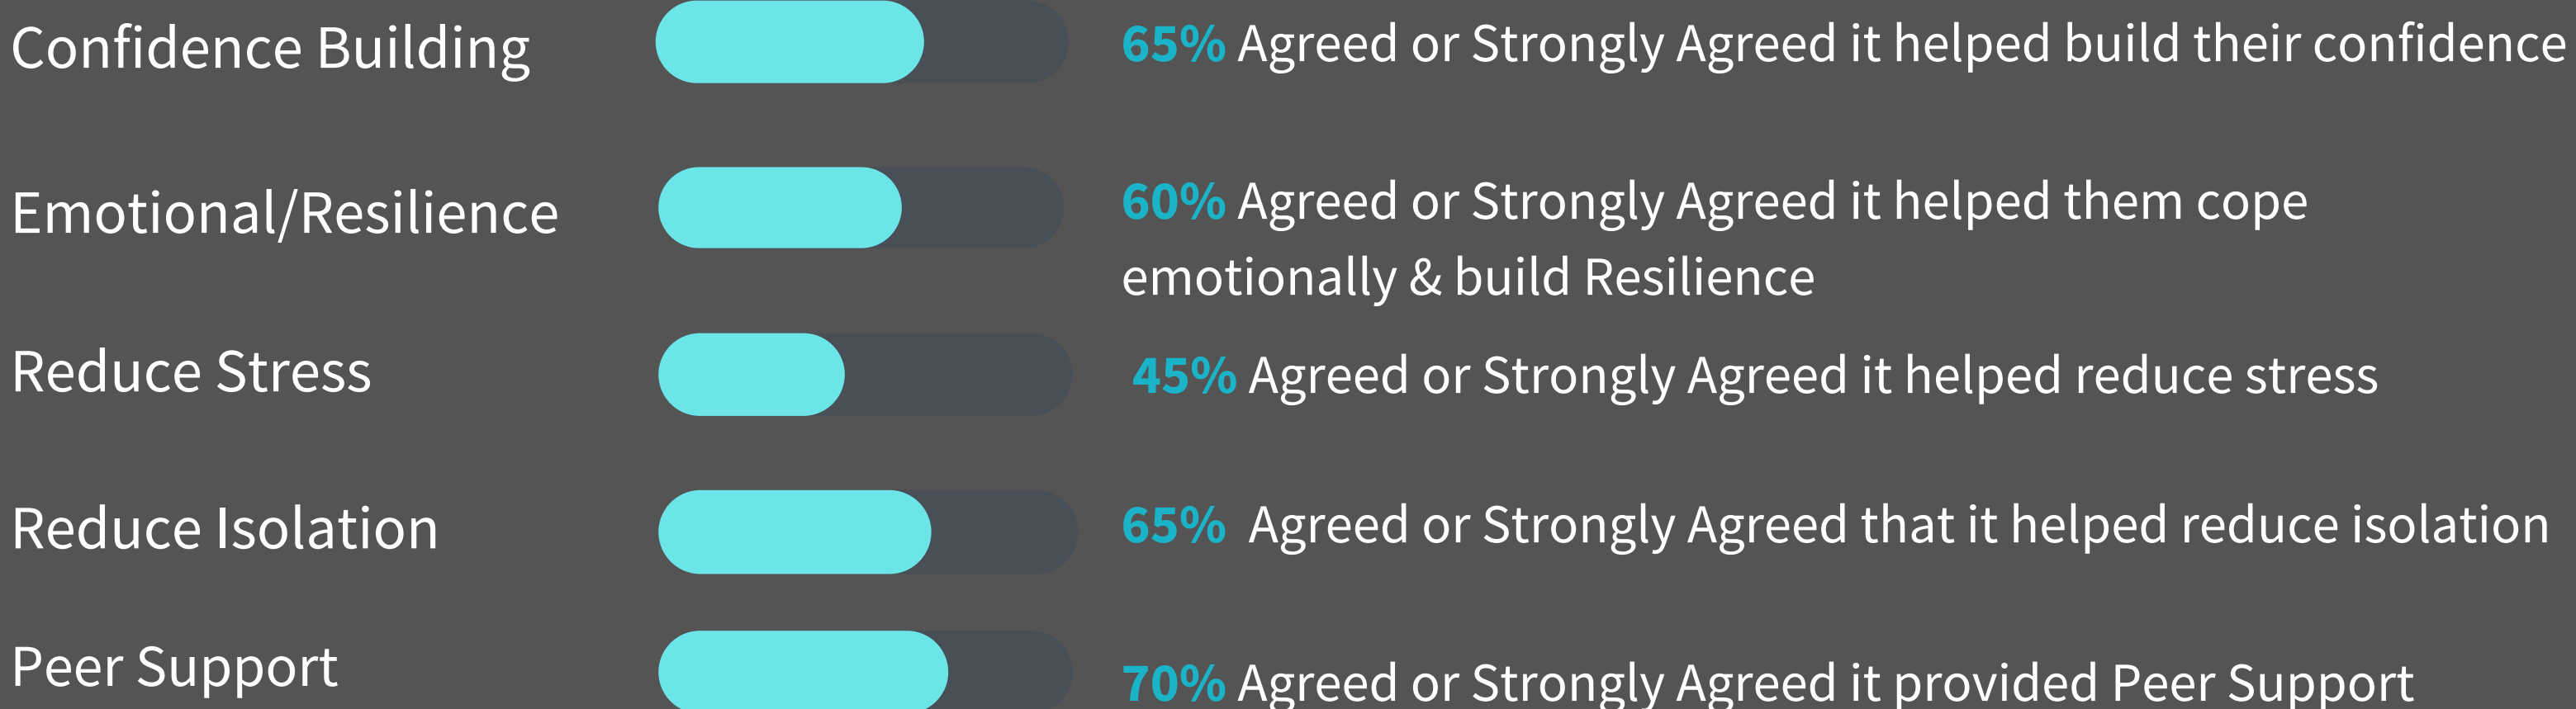 Confidence Building
65% Agreed or Strongly Agreed it helped build their confidence
Emotional/Resilience
60% Agreed or Strongly Agreed it helped them cope
emotionally & build Resilience
Reduce Stress
45% Agreed or Strongly Agreed it helped reduce stress
Reduce Isolation
65% Agreed or Strongly Agreed that it helped reduce isolation
Peer Support
70% Agreed or Strongly Agreed it provided Peer Support